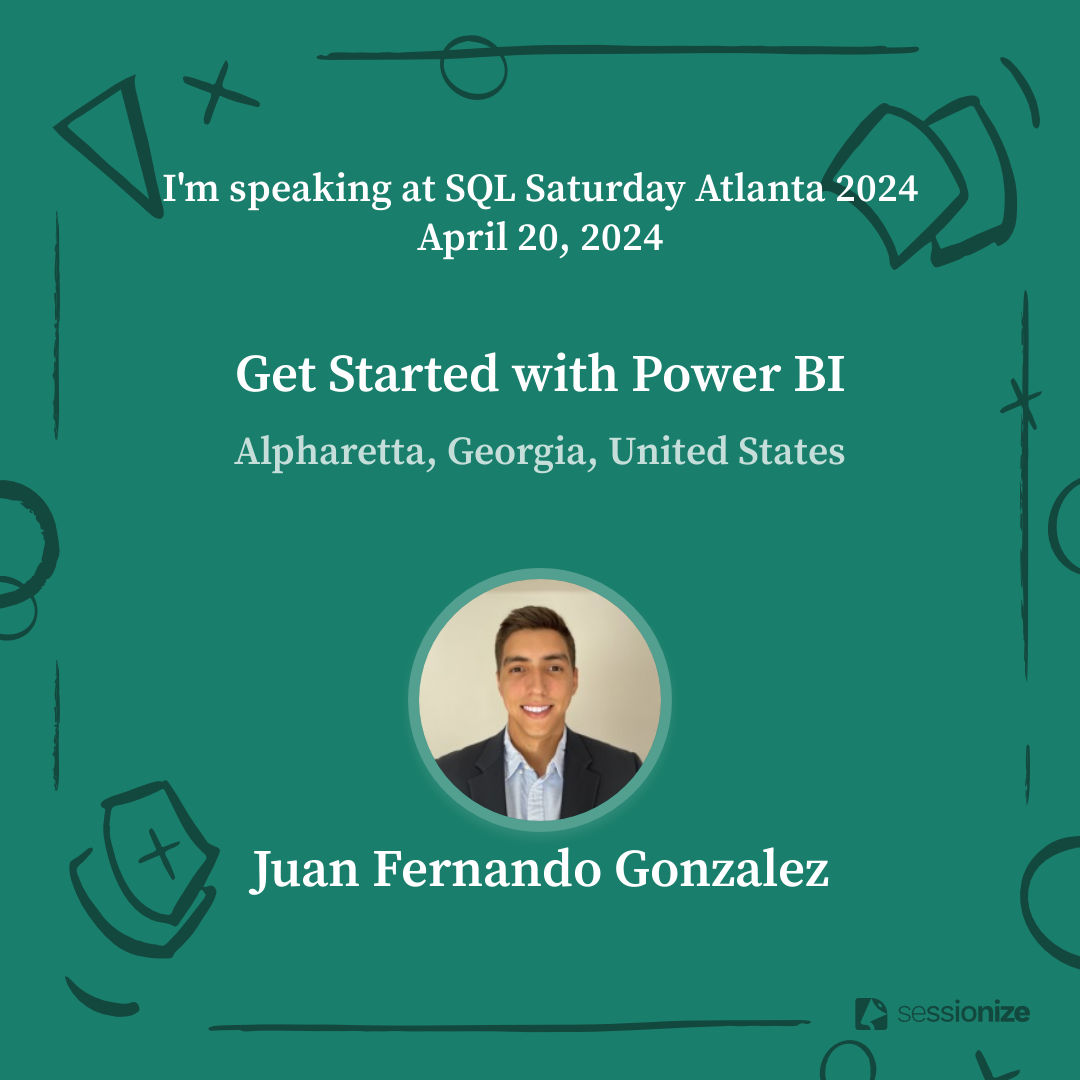 I'm speaking at SQL Saturday Atlanta 2024
April 20, 2024
Get Started with Power BI
Alpharetta, Georgia, United States
Juan Fernando Gonzalez
sessionize